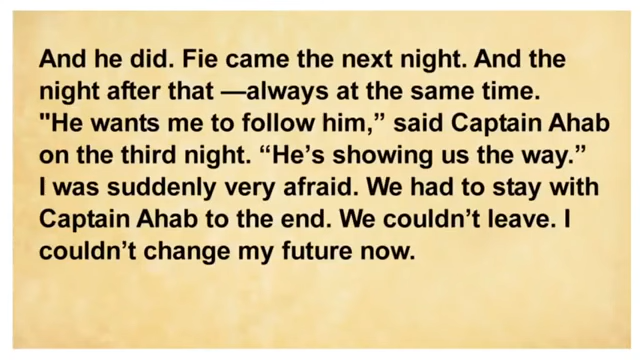 And he did. Fie came the next night. And the
night after that —always at the same time.
"He wants me to follow him,” said Captain Ahab
on the third night. “He’s showing us the way.”
I was suddenly very afraid. We had to stay with
Captain Ahab to the end. We couldn’t leave. I
couldn’t change my future now.